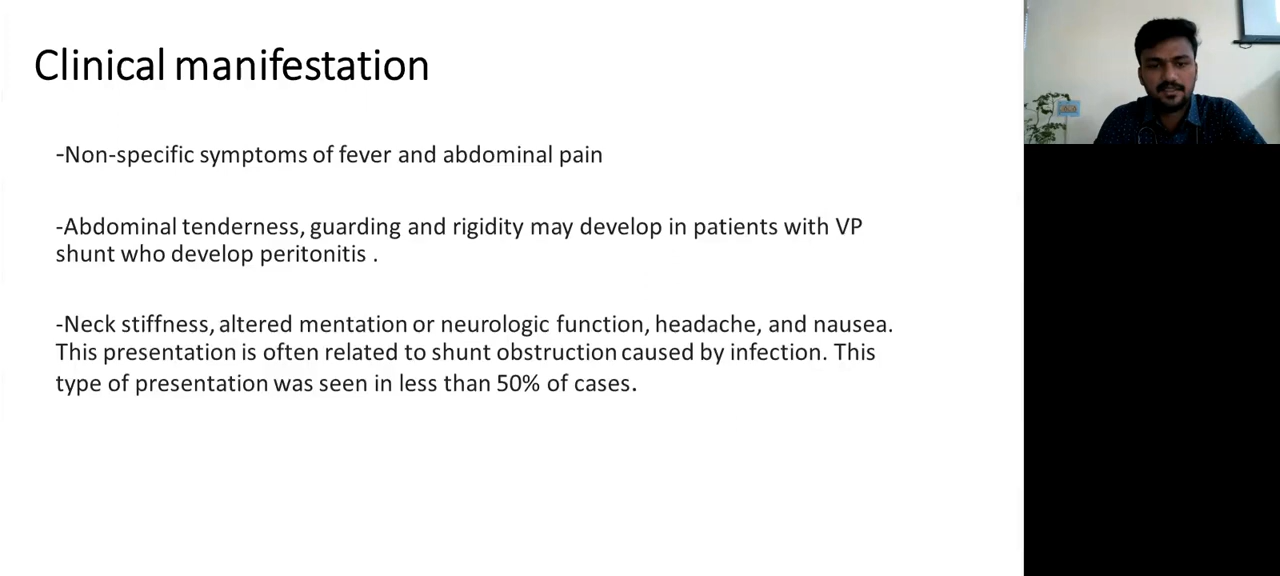 Clinical manifestation
-Non-specific symptoms of fever and abdominal pain
-Abdominal tenderness, guarding and rigidity may develop in patients with VP
shunt who develop peritonitis .
-Neck stiffness, altered mentation or neurologic function, headache, and nausea.
This presentation is often related to shunt obstruction caused by infection. This
type of presentation was seen in less than 50% of cases.